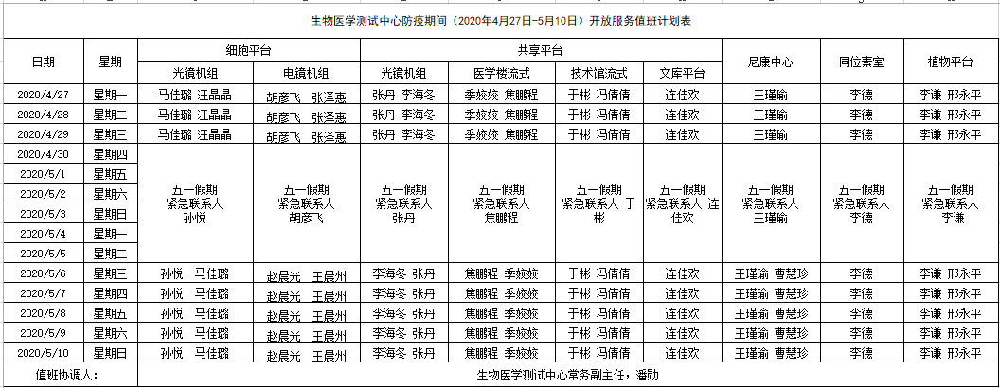 生物医学测试中心防疫期间（2020年4月27日-5月10日）开放服务值班计划表
日期 星期 细胞平台 共享平台 尼康中心 同位素室 植物平台
光镜机组 电镜机组 光镜机组 医学楼流式 技术馆流式 文库平台
2020/4/27 星期一 马佳璐 汪晶晶 胡彦飞 张泽惠 张丹 李海冬 季姣姣 焦鹏程 于彬 冯倩倩 连佳欢 王瑾瑜 李德 李谦 邢永平
2020/4/28 星期二 马佳璐 汪晶晶 胡彦飞 张泽惠 张丹 李海冬 季姣姣 焦鹏程 于彬 冯倩倩 连佳欢 王瑾瑜 李德 李谦 邢永平
2020/4/29 星期三 马佳璐 汪晶晶 胡彦飞 张泽惠 张丹 李海冬 季姣姣 焦鹏程 于彬 冯倩倩 连佳欢 王瑾瑜 李德 李谦 邢永平
2020/4/30 星期四
2020/5/1 星期五
2020/5/2 星期六
2020/5/3 星期日
2020/5/4 星期一
2020/5/5 星期二
五一假期 五一假期 五一假期 五一假期 五一假期 五一假期 五一假期 五一假期 五一假期
紧急联系人 紧急联系人 紧急联系人 紧急联系人 紧急联系人 于 紧急联系人 连 紧急联系人 紧急联系人 紧急联系人
孙悦 胡彦飞 张丹 焦鹏程 彬 佳欢 王瑾瑜 李德 李谦
2020/5/6 星期三 孙悦 马佳璐 赵晨光 王晨州 李海冬 张丹 焦鹏程 季姣姣 于彬 冯倩倩 连佳欢 王瑾瑜 曹慧珍 李德 李谦 邢永平
2020/5/7 星期四 孙悦 马佳璐 赵晨光 王晨州 李海冬 张丹 焦鹏程 季姣姣 于彬 冯倩倩 连佳欢 王瑾瑜 曹慧珍 李德 李谦 邢永平
2020/5/8 星期五 孙悦 马佳璐 赵晨光 王晨州 李海冬 张丹 焦鹏程 季姣姣 于彬 冯倩倩 连佳欢 王瑾瑜 曹慧珍 李德 李谦 邢永平
2020/5/9 星期六 孙悦 马佳璐 赵晨光 王晨州 李海冬 张丹 焦鹏程 季姣姣 于彬 冯倩倩 连佳欢 王瑾瑜 曹慧珍 李德 李谦 邢永平
2020/5/10 星期日 孙悦 马佳璐 赵晨光 王晨州 李海冬 张丹 焦鹏程 季姣姣 于彬 冯倩倩 连佳欢 王瑾瑜 曹慧珍 李德 李谦 邢永平
值班协调人： 生物医学测试中心常务副主任，潘勋